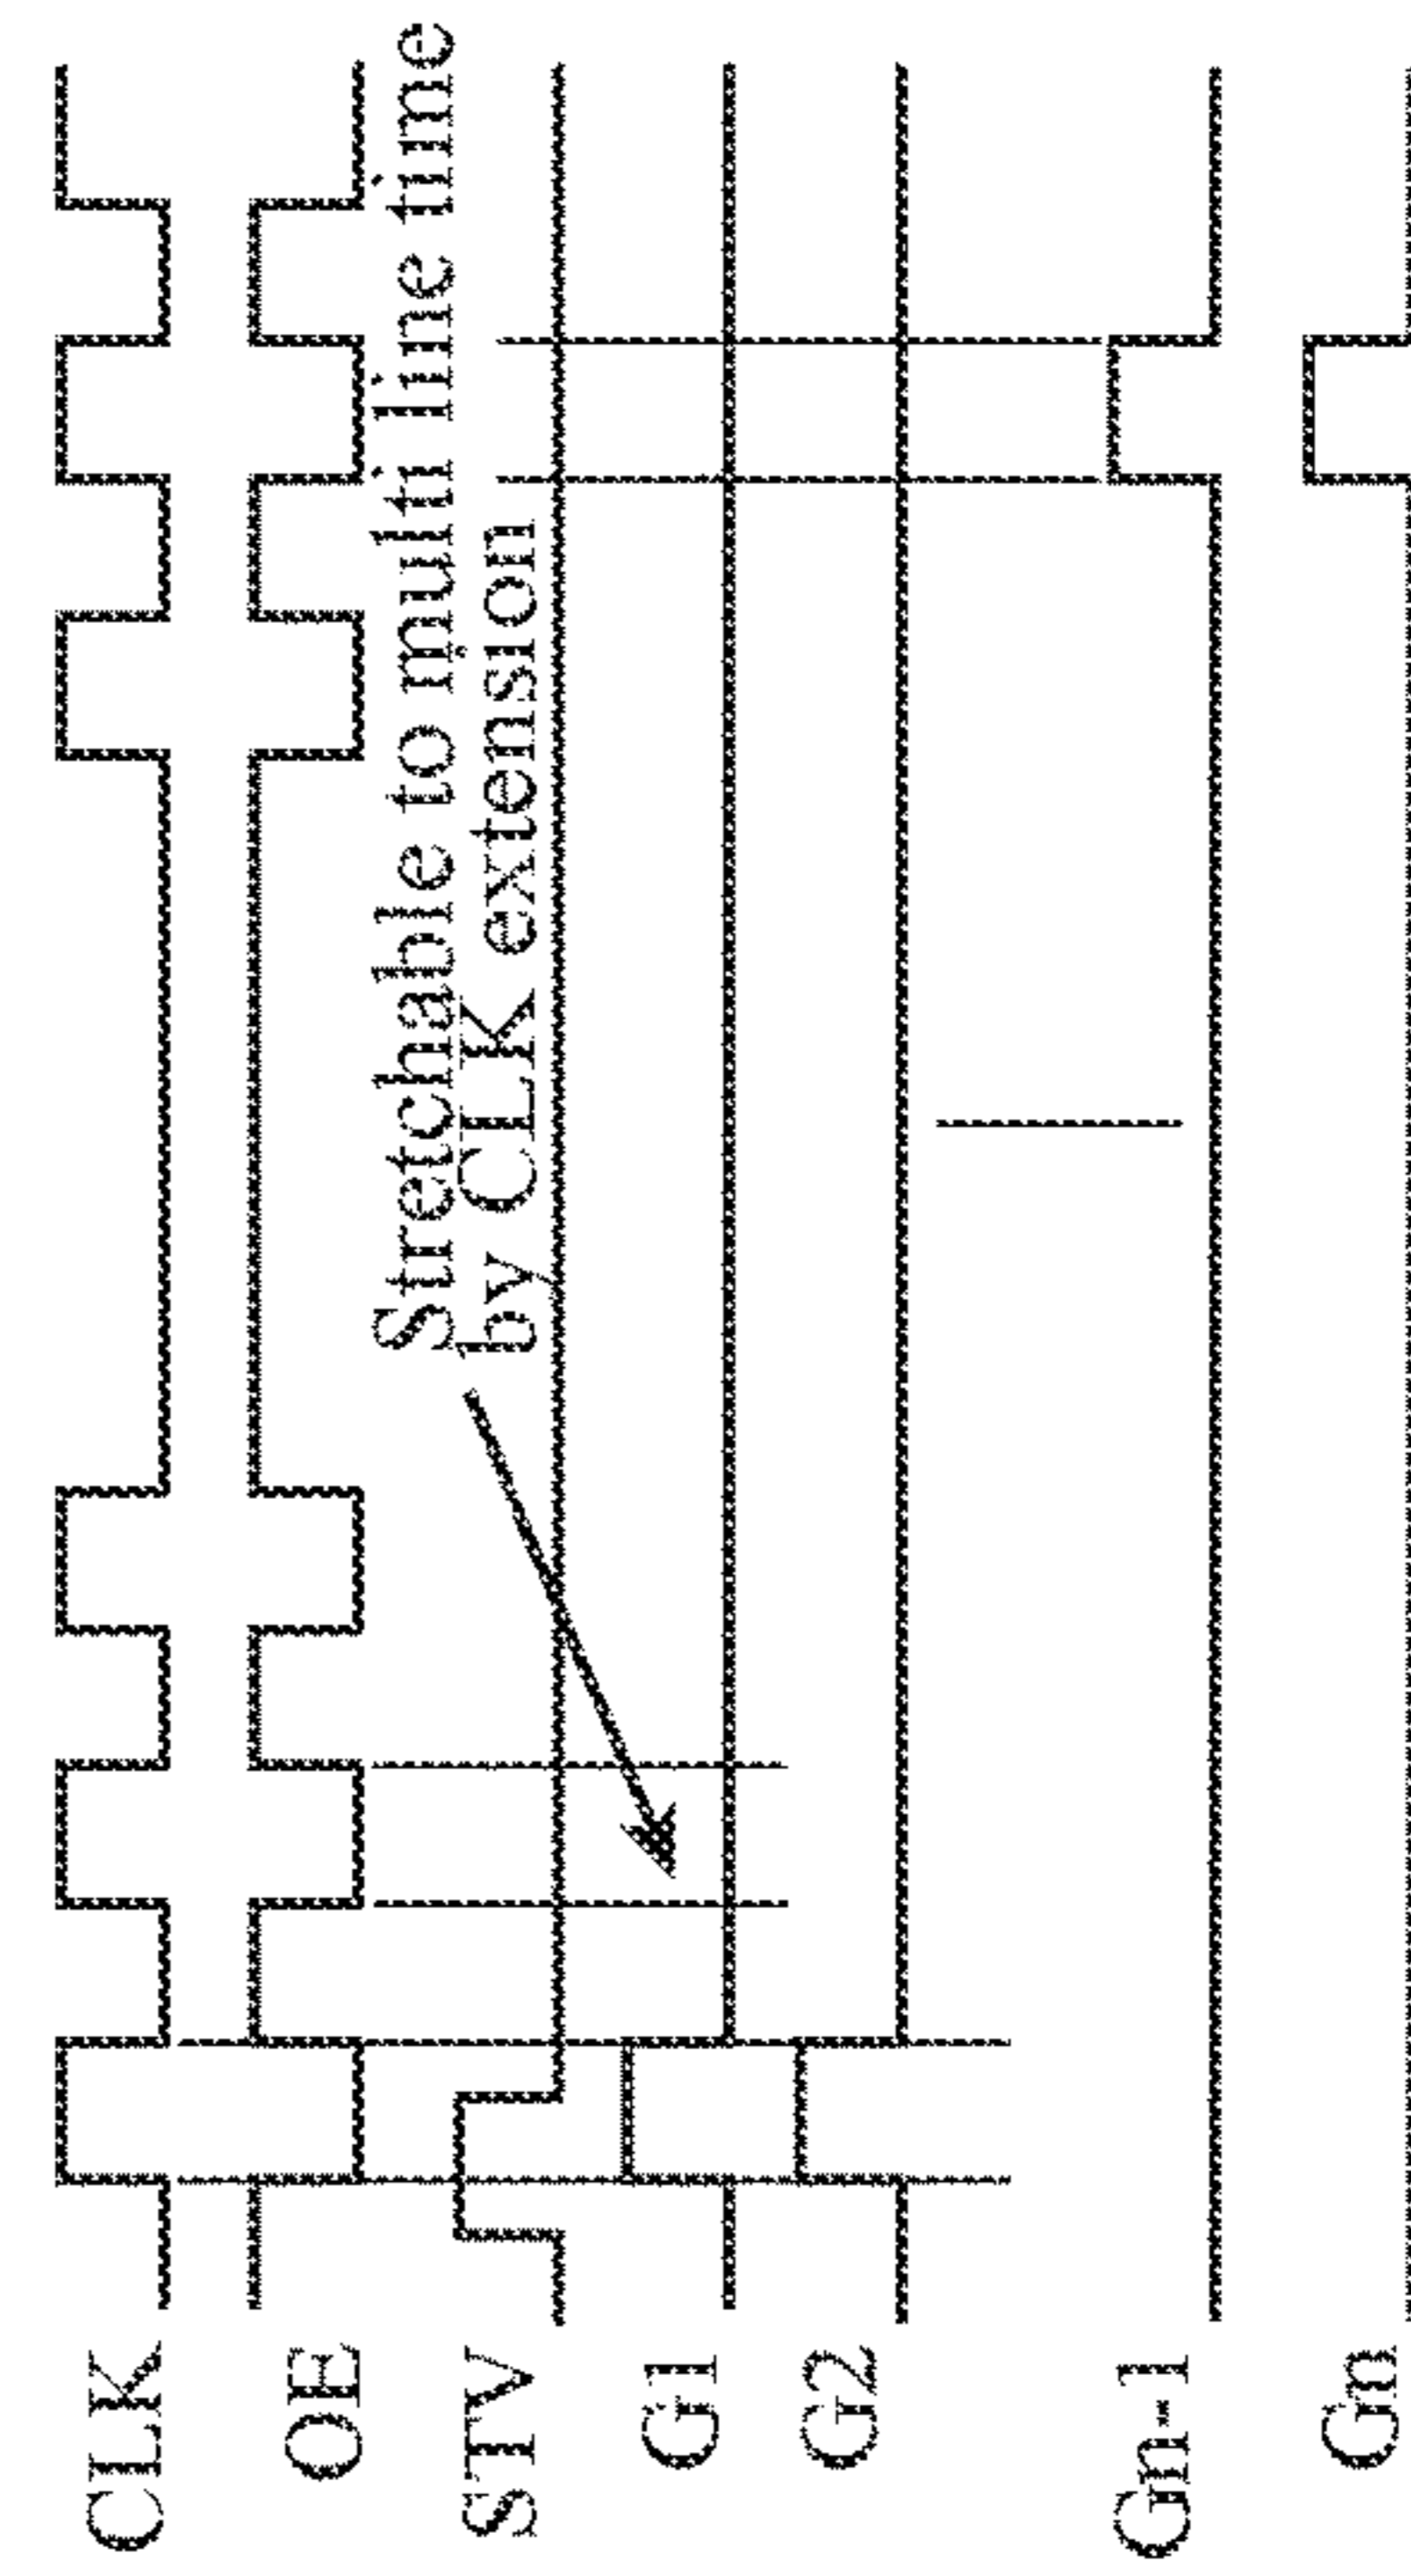 CLK
OE
Stretchable to multi line time
by CLK extension
STV
G1
G2
Gn-1
Gn